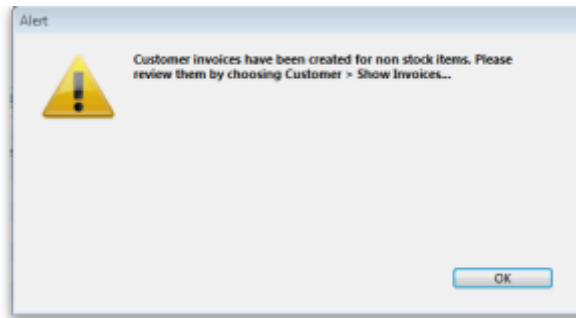 Alert
Customer invoices have been created for non stock items. Please
review them by choosing Customer > Show Invoices...
OK